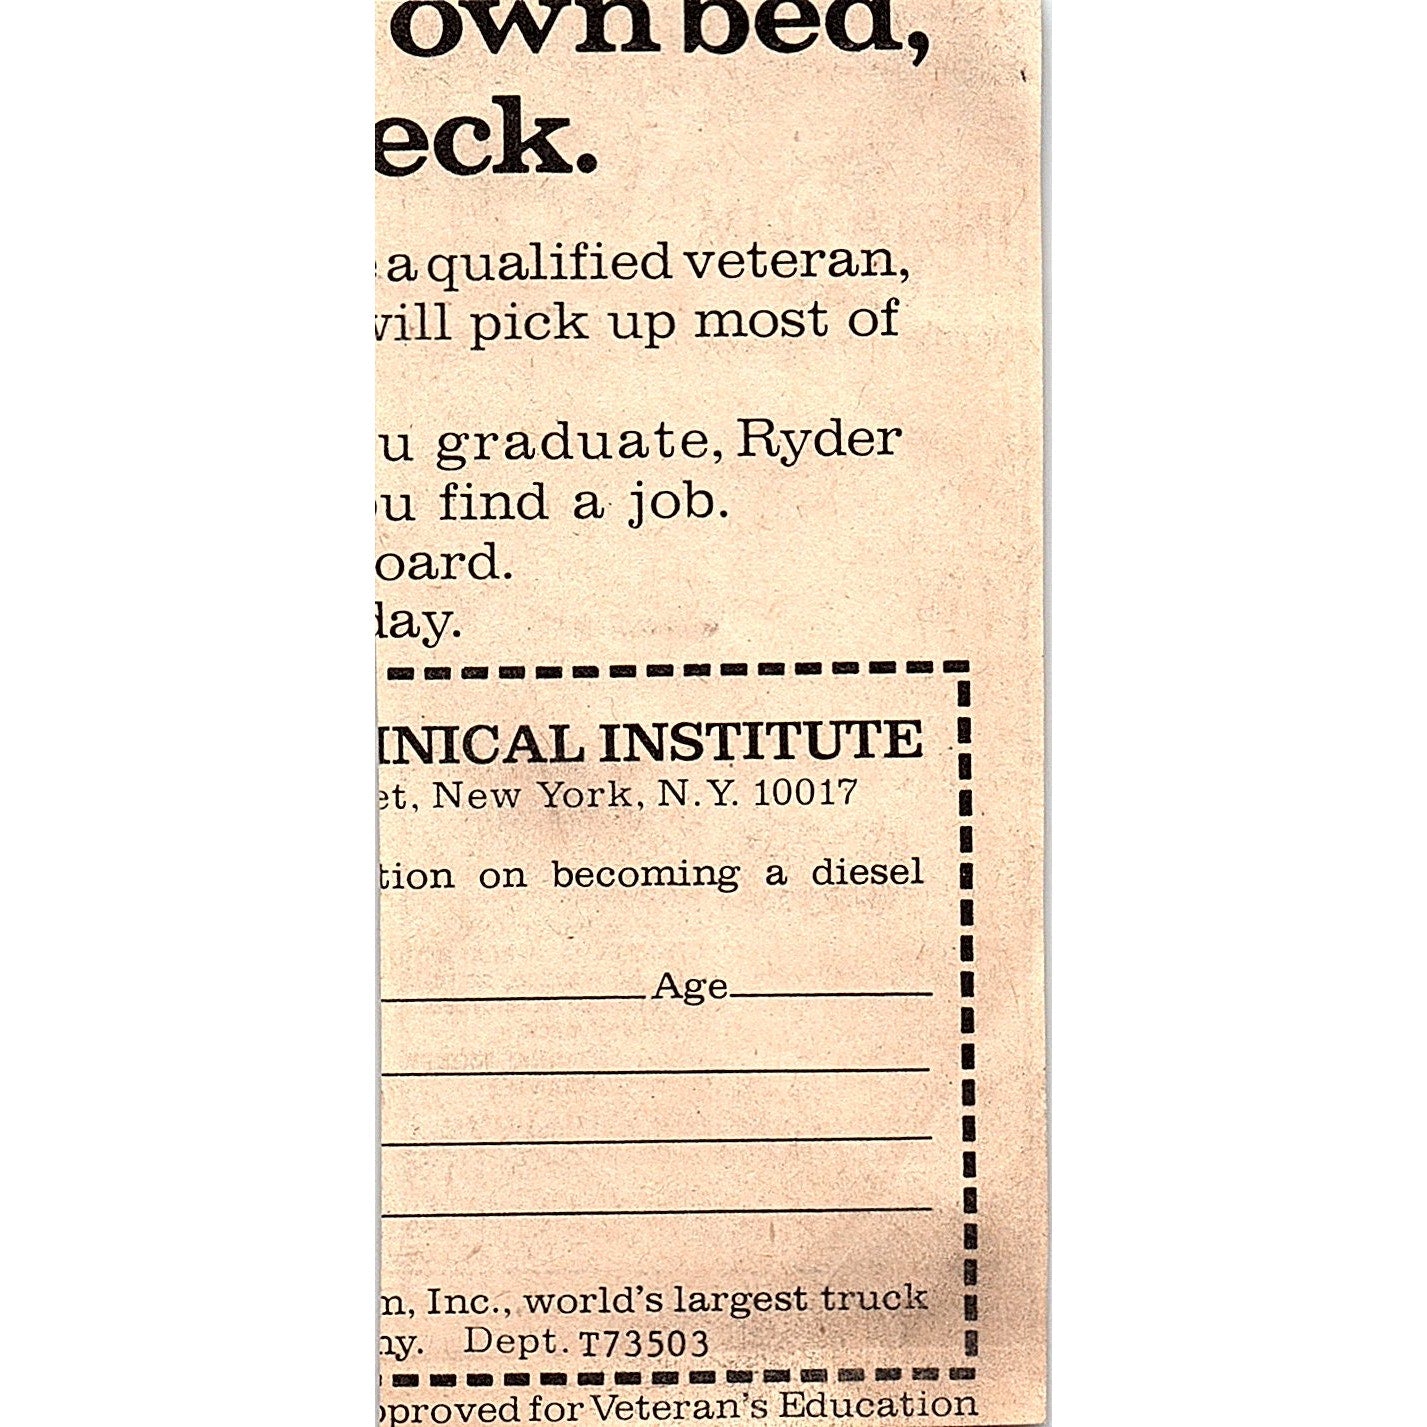 own bed,
eck.
a qualified veteran,
vill pick up most of
u graduate, Ryder
ou find a job.
oard.
day.
INICAL INSTITUTE
et, New York, N.Y. 10017
tion on becoming a diesel
Age
m, Inc., world's largest truck
ny. Dept. T73503
pproved for Veteran's Education